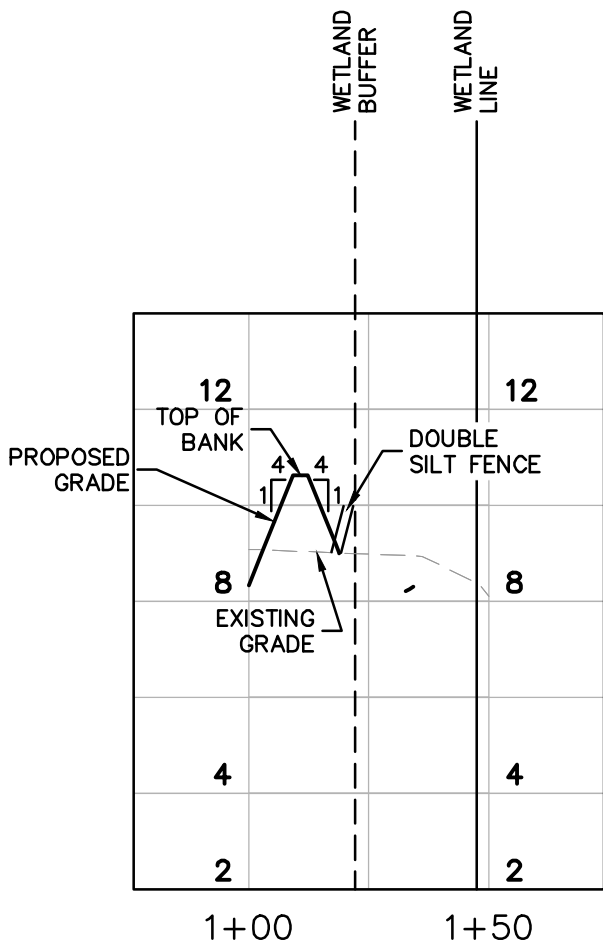 WETLAND
BUFFER
WETLAND
LINE
12
12
TOP OF
BANK
DOUBLE
SILT FENCE
PROPOSED
GRADE
4
4
1
1
8
8
EXISTING
GRADE
4
4
2
2
1+00
1+50